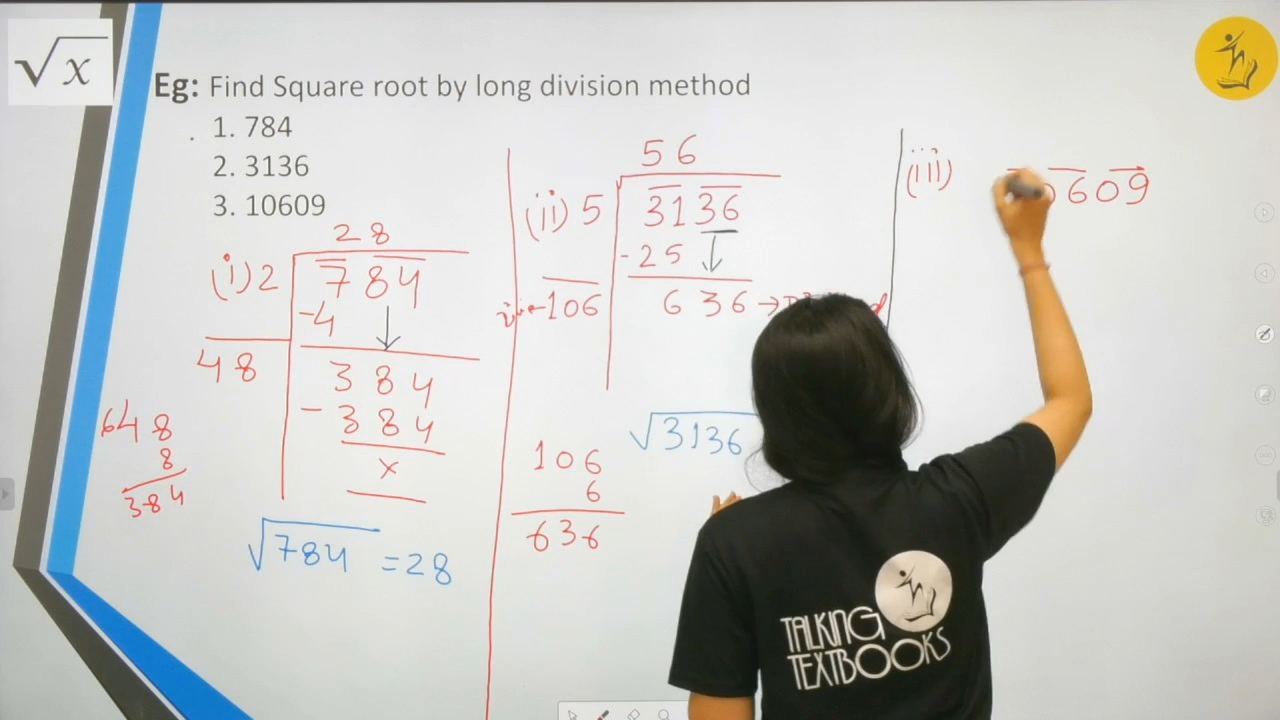 √x
Eg: Find Square root by long division method
1. 784
2. 3136
3. 10609
(i) 2
28
784
-4
48
384
-384
x
648
8
384
√784 = 28
(ii) 5
56
3136
-25
106
636 →
106
6
636
√3136
(iii)
609
TALKING
TEXTBOOKS